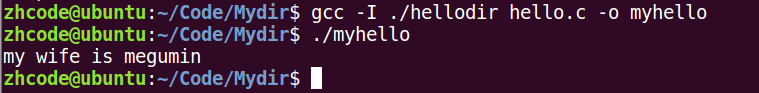 zhcode@ubuntu:~/Code/Mydir$ gcc -I ./hellodir hello.c -o myhello
zhcode@ubuntu:~/Code/Mydir$ ./myhello
my wife is megumin
zhcode@ubuntu:~/Code/Mydir$